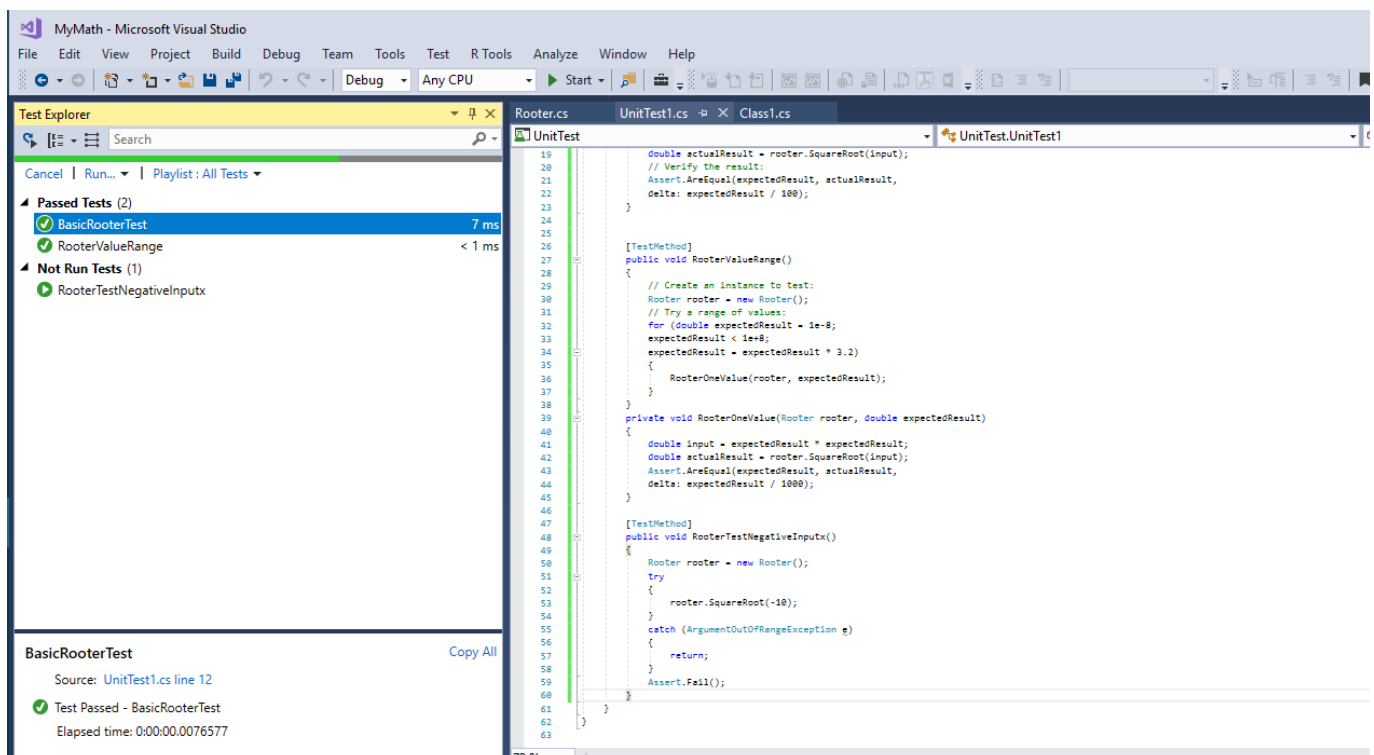 MyMath - Microsoft Visual Studio
File Edit View Project Build Debug Team Tools Test R Tools Analyze Window Help
Debug Any CPU Start
Test Explorer
Search
Cancel | Run... | Playlist : All Tests
Passed Tests (2)
BasicRooterTest 7 ms
RooterValueRange < 1 ms
Not Run Tests (1)
RooterTestNegativeInputx
BasicRooterTest Copy All
Source: UnitTest1.cs line 12
Test Passed - BasicRooterTest
Elapsed time: 0:00:00.0076577
Rooter.cs UnitTest1.cs Class1.cs
UnitTest UnitTest.UnitTest1
19 double actualResult = rooter.SquareRoot(input);
20 // Verify the result:
21 Assert.AreEqual(expectedResult, actualResult,
22 delta: expectedResult / 100);
23 }
24
25
26 [TestMethod]
27 public void RooterValueRange()
28 {
29 // Create an instance to test:
30 Rooter rooter = new Rooter();
31 // Try a range of values:
32 for (double expectedResult = 1e-8;
33 expectedResult < 1e+8;
34 expectedResult = expectedResult * 3.2)
35 {
36 RooterOneValue(rooter, expectedResult);
37 }
38 }
39 private void RooterOneValue(Rooter rooter, double expectedResult)
40 {
41 double input = expectedResult * expectedResult;
42 double actualResult = rooter.SquareRoot(input);
43 Assert.AreEqual(expectedResult, actualResult,
44 delta: expectedResult / 1000);
45 }
46
47 [TestMethod]
48 public void RooterTestNegativeInputx()
49 {
50 Rooter rooter = new Rooter();
51 try
52 {
53 rooter.SquareRoot(-10);
54 }
55 catch (ArgumentOutOfRangeException e)
56 {
57 return;
58 }
59 Assert.Fail();
60 }
61 }
62 }
63